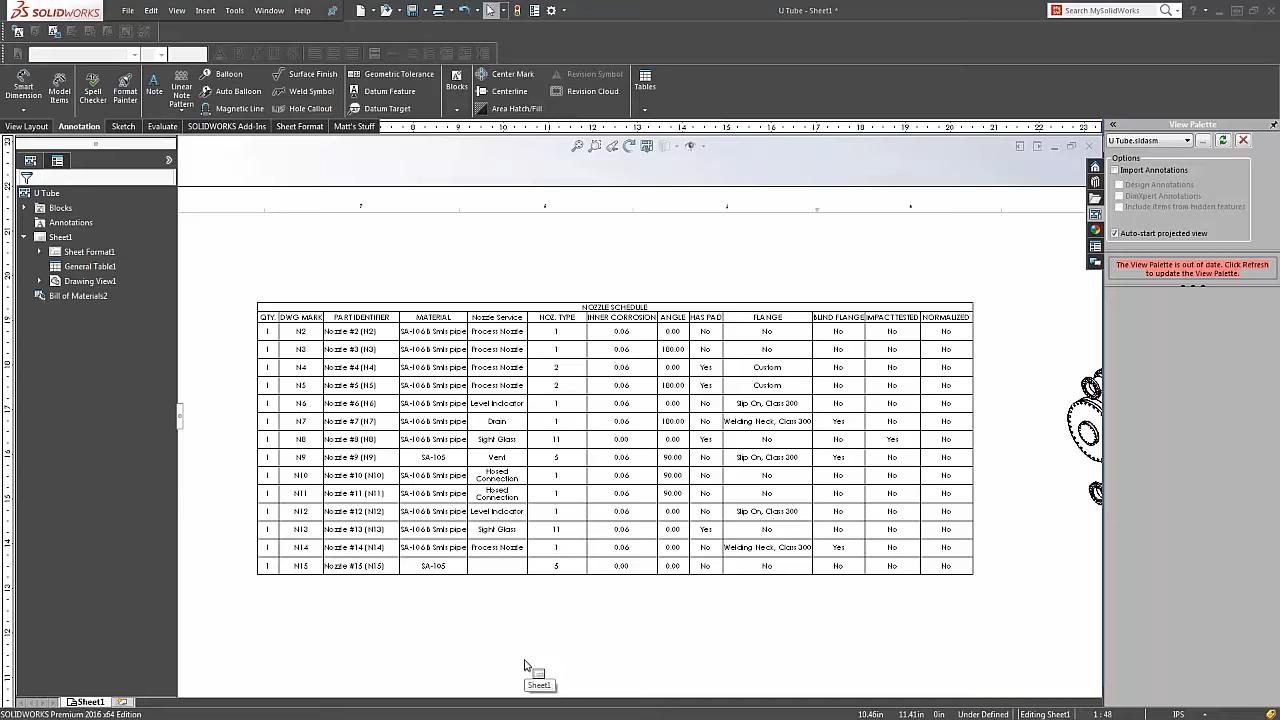 SOLIDWORKS File Edit View Insert Tools Window Help U Tube - Sheet1 * Search MySolidWorks
Smart Dimension
Model Items
Spell Checker
Format Painter
Note
Linear Note Pattern
Balloon
Auto Balloon
Magnetic Line
Surface Finish
Weld Symbol
Hole Callout
Geometric Tolerance
Datum Feature
Datum Target
Blocks
Center Mark
Centerline
Area Hatch/Fill
Revision Symbol
Revision Cloud
Tables
View Layout Annotation Sketch Evaluate SOLIDWORKS Add-Ins Sheet Format Matt's Stuff
8 9 10 11 12 13 14 15 16 17 18 19 20 21 22 23
U Tube
Blocks
Annotations
Sheet1
Sheet Format1
General Table1
Drawing View1
Bill of Materials2
NOZZLE SCHEDULE
QTY. DWG MARK PART IDENTIFIER MATERIAL Nozzle Service NOZ. TYPE INNER CORROSION ANGLE HAS PAD FLANGE BLIND FLANGE IMPACT TESTED NORMALIZED
1 N2 Nozzle #2 (N2) SA-106 B Smls pipe Process Nozzle 1 0.06 0.00 No No No No No
1 N3 Nozzle #3 (N3) SA-106 B Smls pipe Process Nozzle 1 0.06 180.00 No No No No No
1 N4 Nozzle #4 (N4) SA-106 B Smls pipe Process Nozzle 2 0.06 0.00 Yes Custom No No No
1 N5 Nozzle #5 (N5) SA-106 B Smls pipe Process Nozzle 2 0.06 180.00 Yes Custom No No No
1 N6 Nozzle #6 (N6) SA-106 B Smls pipe Level Indicator 1 0.06 0.00 No Slip On, Class 300 No No No
1 N7 Nozzle #7 (N7) SA-106 B Smls pipe Drain 1 0.06 180.00 No Welding Neck, Class 300 Yes No No
1 N8 Nozzle #8 (N8) SA-106 B Smls pipe Sight Glass 11 0.00 0.00 Yes No No Yes No
1 N9 Nozzle #9 (N9) SA-105 Vent 5 0.06 90.00 No Slip On, Class 300 Yes No No
1 N10 Nozzle #10 (N10) SA-106 B Smls pipe Hosed Connection 1 0.06 90.00 No No No No No
1 N11 Nozzle #11 (N11) SA-106 B Smls pipe Hosed Connection 1 0.06 90.00 No No No No No
1 N12 Nozzle #12 (N12) SA-106 B Smls pipe Level Indicator 1 0.06 0.00 No Slip On, Class 300 No No No
1 N13 Nozzle #13 (N13) SA-106 B Smls pipe Sight Glass 11 0.06 0.00 Yes No No No No
1 N14 Nozzle #14 (N14) SA-106 B Smls pipe Process Nozzle 1 0.06 0.00 No Welding Neck, Class 300 Yes No No
1 N15 Nozzle #15 (N15) SA-105 5 0.00 0.00 No No No No No
Sheet1
View Palette
U Tube.sldasm
Options
Import Annotations
Design Annotations
DimXpert Annotations
Include items from hidden features
Auto-start projected view
The View Palette is out of date. Click Refresh
to update the View Palette.
Sheet1
SOLIDWORKS Premium 2016 x64 Edition 10.46in 11.41in 0in Under Defined Editing Sheet1 1 : 48 IPS